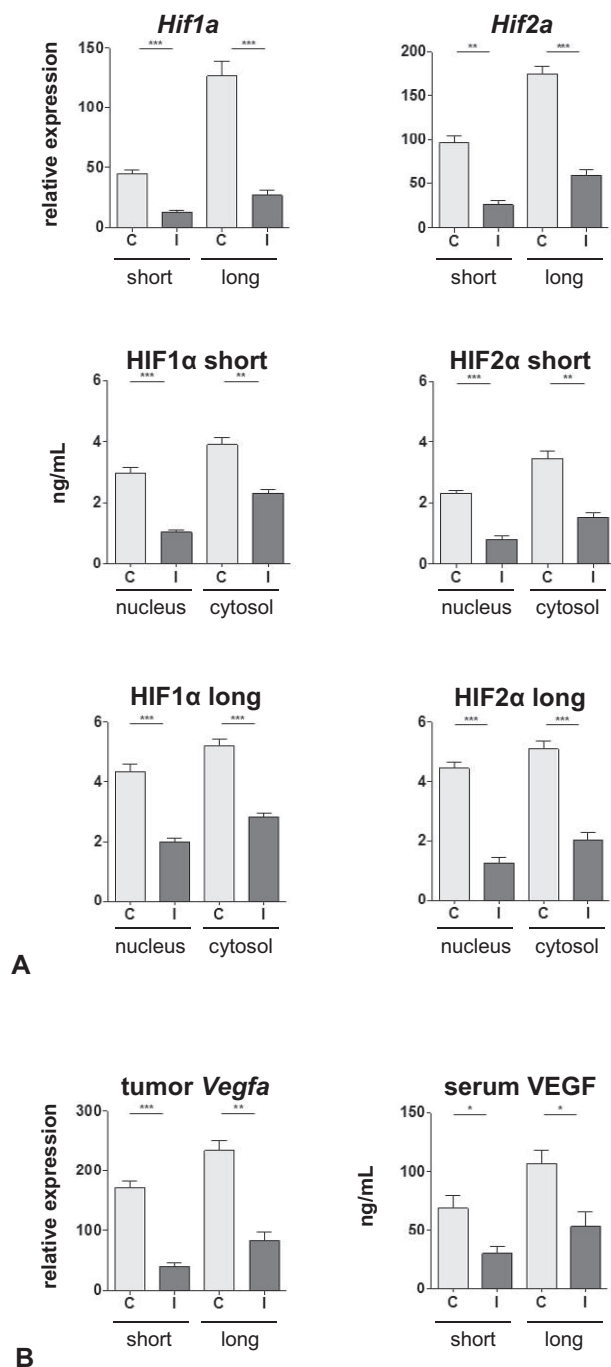 Hif1a
relative expression
150
100
50
0
***
***
C I C I
short long
Hif2a
200
150
100
50
0
**
***
C I C I
short long
HIF1α short
ng/mL
6
4
2
0
***
**
C I C I
nucleus cytosol
HIF2α short
6
4
2
0
***
**
C I C I
nucleus cytosol
HIF1α long
6
4
2
0
***
***
C I C I
nucleus cytosol
HIF2α long
6
4
2
0
***
***
C I C I
nucleus cytosol
A
tumor Vegfa
relative expression
300
200
100
0
***
**
C I C I
short long
serum VEGF
ng/mL
150
100
50
0
*
*
C I C I
short long
B